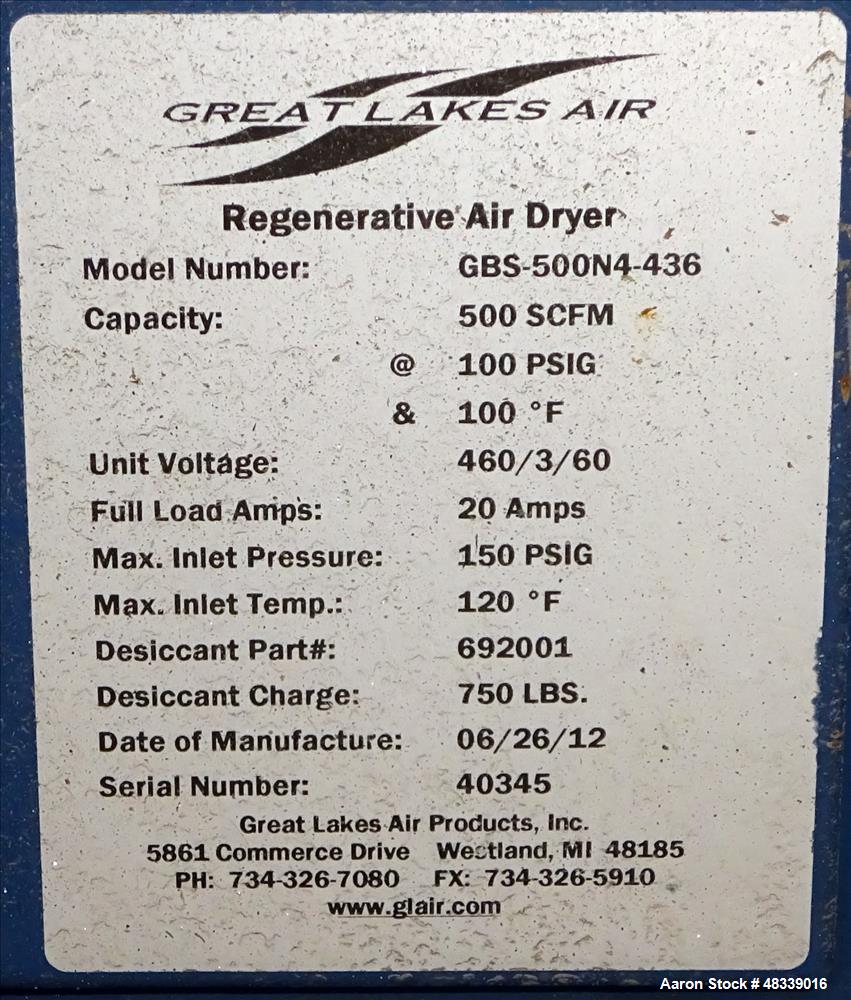 GREAT LAKES AIR
Regenerative Air Dryer
Model Number: GBS-500N4-436
Capacity: 500 SCFM
@ 100 PSIG
& 100 °F
Unit Voltage: 460/3/60
Full Load Amps: 20 Amps
Max. Inlet Pressure: 150 PSIG
Max. Inlet Temp.: 120 °F
Desiccant Part#: 692001
Desiccant Charge: 750 LBS.
Date of Manufacture: 06/26/12
Serial Number: 40345
Great Lakes Air Products, Inc.
5861 Commerce Drive Westland, MI 48185
PH: 734-326-7080 FX: 734-326-5910
www.glair.com
Aaron Stock # 48339016